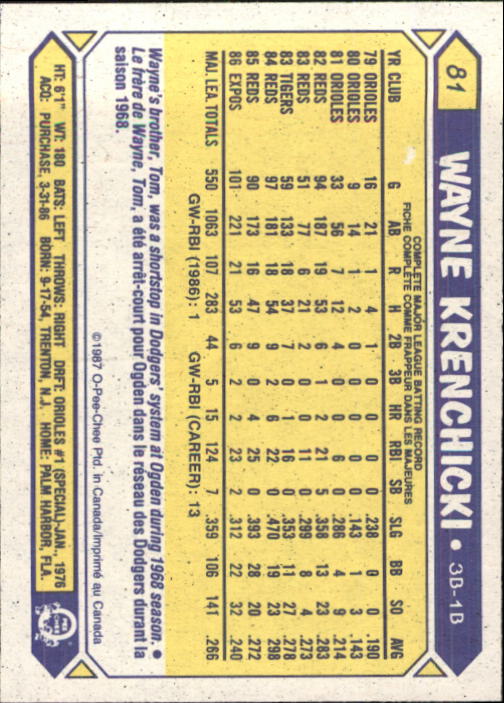 81
WAYNE KRENCHICKI • 3B-1B
COMPLETE MAJOR LEAGUE BATTING RECORD
FICHE COMPLÈTE COMME FRAPPEUR DANS LES MAJEURES
YR CLUB G AB R H 2B 3B HR RBI SB SLG BB SO AVG
79 ORIOLES 16 21 1 4 1 0 0 0 0 .238 0 0 .190
80 ORIOLES 9 14 1 2 0 0 0 0 0 .143 1 3 .143
81 ORIOLES 33 56 7 12 4 0 0 6 0 .286 4 9 .214
82 REDS 94 187 19 53 6 1 2 21 5 .358 13 23 .283
83 REDS 51 77 6 21 2 0 0 11 0 .299 8 4 .273
83 TIGERS 59 133 18 37 7 0 1 16 0 .353 11 27 .278
84 REDS 97 181 18 54 9 2 6 22 0 .470 19 23 .298
85 REDS 90 173 16 47 9 0 4 25 0 .393 28 20 .272
86 EXPOS 101 221 21 53 6 2 2 23 2 .312 22 32 .240
MAJ. LEA. TOTALS 550 1063 107 283 44 5 15 124 7 .359 106 141 .266
GW-RBI (1986): 1 GW-RBI (CAREER): 13
©1987 O-Pee-Chee Ptd. in Canada/Imprimé au Canada
Wayne's brother, Tom, was a shortstop in Dodgers' system at Ogden during 1968 season. •
Le frère de Wayne, Tom, a été arrêt-court pour Ogden dans le réseau des Dodgers durant la
saison 1968.
HT: 6'1" WT: 180 BATS: LEFT THROWS: RIGHT DRFT: ORIOLES #1 (SPECIAL-JAN., 1976
ACQ: PURCHASE, 3-31-86 BORN: 9-17-54, TRENTON, N.J. HOME: PALM HARBOR, FLA.
O
PEE
CHEE